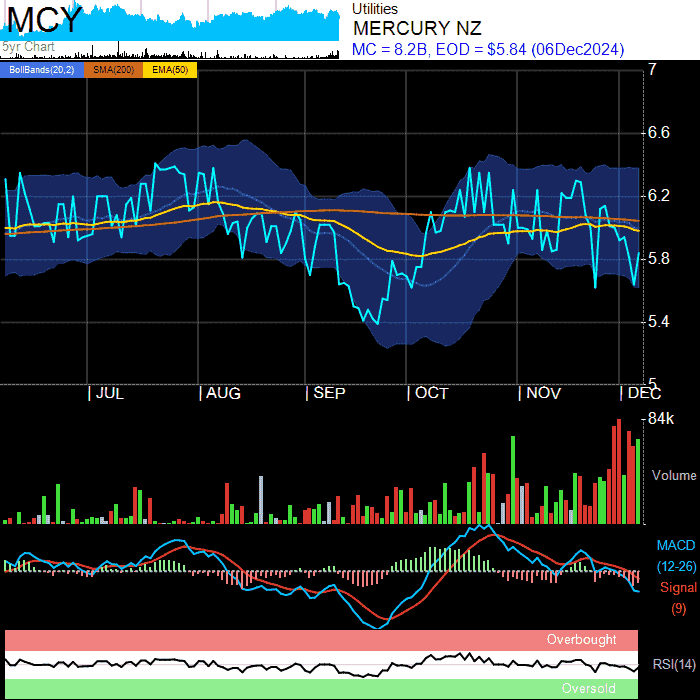 MCY
5yr Chart
Utilities
MERCURY NZ
MC = 8.2B, EOD = $5.84 (06Dec2024)
BollBands(20,2) SMA(200) EMA(50)
7
6.6
6.2
5.8
5.4
5
| JUL | AUG | SEP | OCT | NOV | DEC
84k
Volume
MACD
(12-26)
Signal
(9)
Overbought
RSI(14)
Oversold